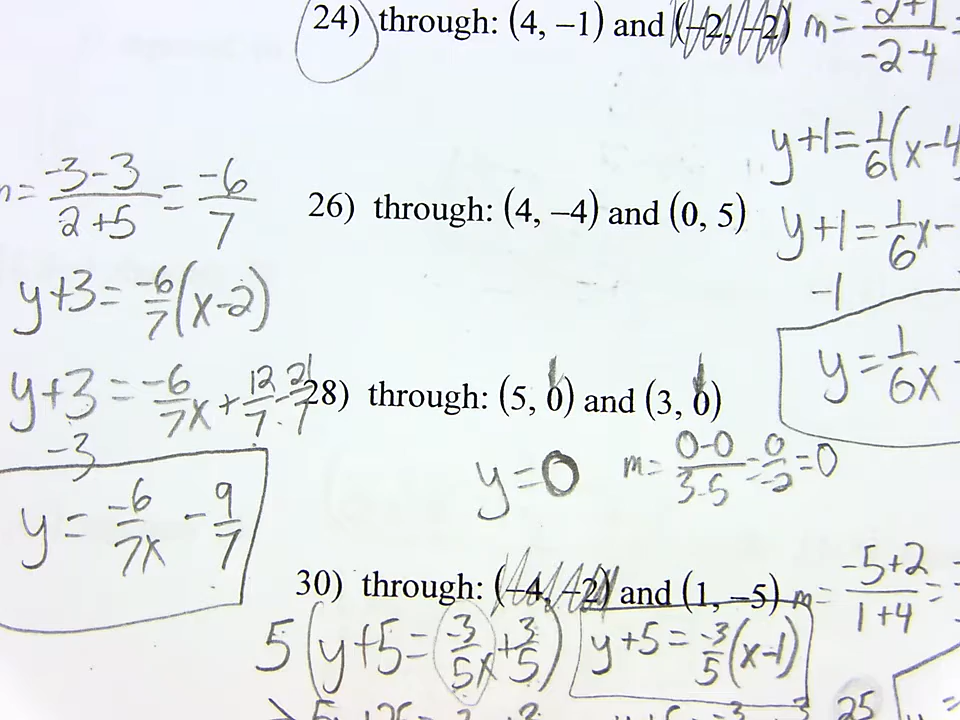 24) through: (4, −1) and (−2, −2) m = -2+1 / -2-4 =
y+1 = 1/6(x-4
m = -3-3 / 2+5 = -6/7
26) through: (4, −4) and (0, 5)
y+1 = 1/6x-
-1
y = 1/6x -
y+3 = -6/7(x-2)
y+3 = -6/7x + 12/7 - 21/7
-3
y = -6/7x - 9/7
28) through: (5, 0) and (3, 0)
y=0 m = 0-0 / 3-5 = 0/-2 = 0
30) through: (−4, −2) and (1, −5) m = -5+2 / 1+4 =
5(y+5 = -3/5x + 3/5) y+5 = -3/5(x-1)
25